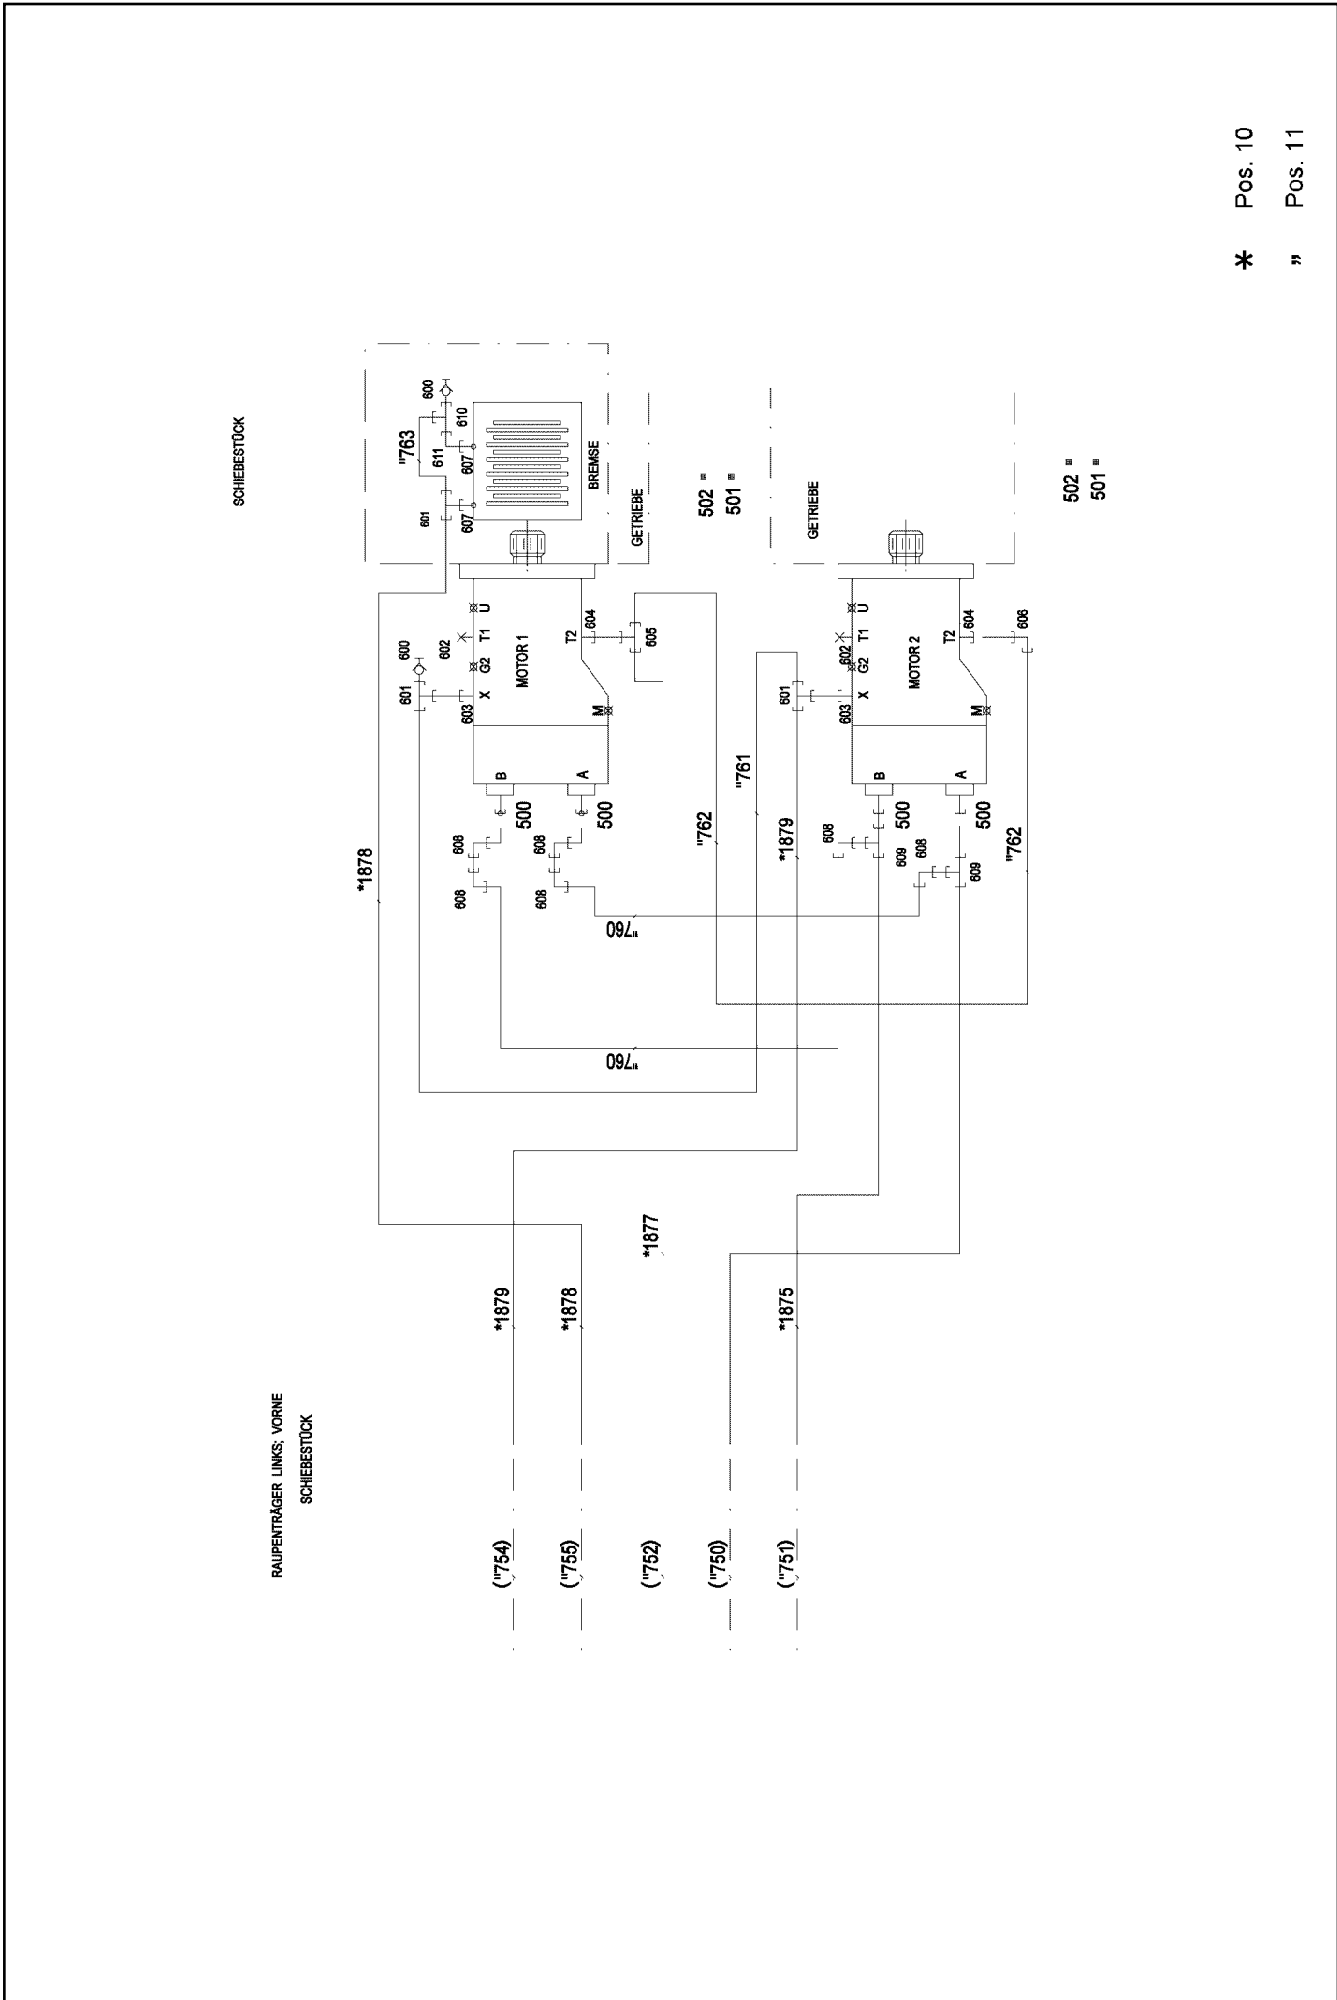 RAUPENTRÄGER LINKS; VORNE
SCHIEBESTÜCK
SCHIEBESTÜCK
"763
600
610
611
601
607
607
BREMSE
GETRIEBE
*1878
600
601
602
603
X
G2
T1
U
MOTOR 1
T2
604
605
M
B
A
500
500
608
608
608
608
502 "
501 "
GETRIEBE
502 "
501 "
"760
"760
"762
"761
*1879
601
602
603
X
G2
T1
U
MOTOR 2
T2
604
606
M
B
A
500
500
608
609
608
609
"762
*1879
*1878
*1877
*1875
("754)
("755)
("752)
("750)
("751)
* Pos. 10
" Pos. 11